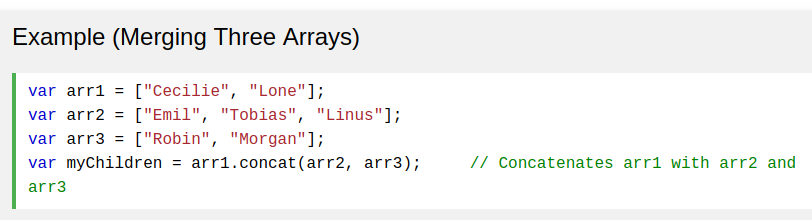 Example (Merging Three Arrays)
var arr1 = ["Cecilie", "Lone"];
var arr2 = ["Emil", "Tobias", "Linus"];
var arr3 = ["Robin", "Morgan"];
var myChildren = arr1.concat(arr2, arr3);     // Concatenates arr1 with arr2 and
arr3